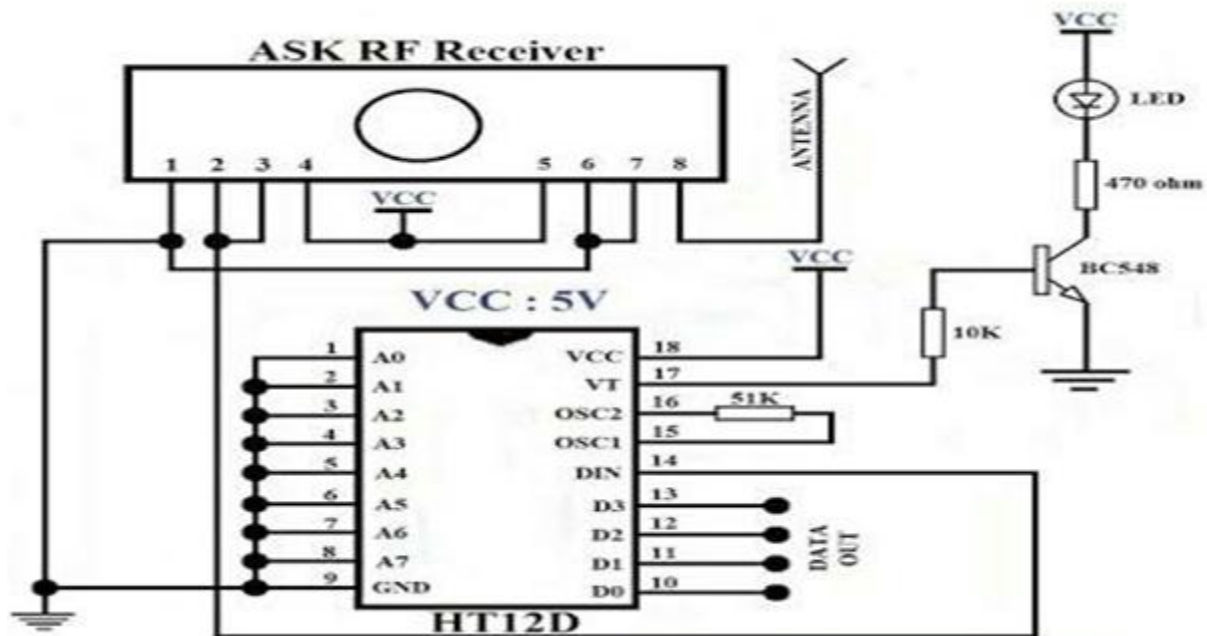 VCC
ASK RF Receiver
LED
ANTENNA
1 2 3 4 5 6 7 8
470 ohm
VCC
VCC
BC548
VCC : 5V
10K
1 A0 VCC 18
2 A1 VT 17
3 A2 OSC2 16 51K
4 A3 OSC1 15
5 A4 DIN 14
6 A5 D3 13
7 A6 D2 12
8 A7 D1 11
9 GND D0 10
DATA
OUT
HT12D